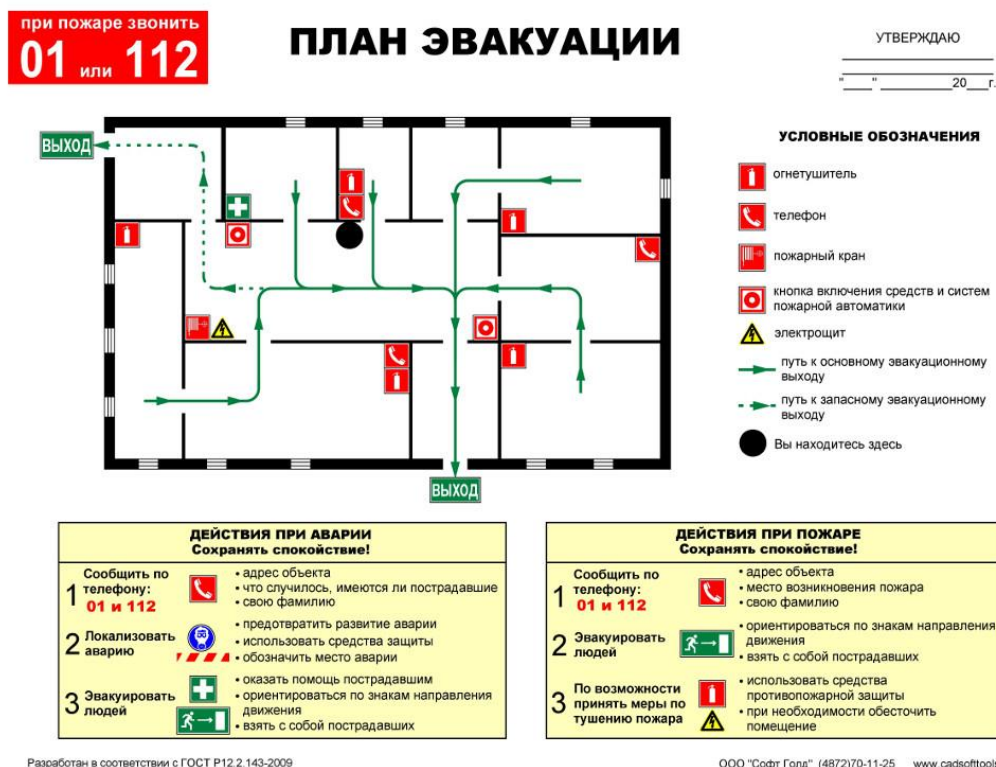 при пожаре звонить
01 или 112
ПЛАН ЭВАКУАЦИИ
УТВЕРЖДАЮ
"____" ____________20___г.
ВЫХОД
ВЫХОД
УСЛОВНЫЕ ОБОЗНАЧЕНИЯ
огнетушитель
телефон
пожарный кран
кнопка включения средств и систем
пожарной автоматики
электрощит
путь к основному эвакуационному
выходу
путь к запасному эвакуационному
выходу
Вы находитесь здесь
ДЕЙСТВИЯ ПРИ АВАРИИ
Сохранять спокойствие!
1 Сообщить по
телефону:
01 и 112
• адрес объекта
• что случилось, имеются ли пострадавшие
• свою фамилию
2 Локализовать
аварию
• предотвратить развитие аварии
• использовать средства защиты
• обозначить место аварии
3 Эвакуировать
людей
• оказать помощь пострадавшим
• ориентироваться по знакам направления
движения
• взять с собой пострадавших
ДЕЙСТВИЯ ПРИ ПОЖАРЕ
Сохранять спокойствие!
1 Сообщить по
телефону:
01 и 112
• адрес объекта
• место возникновения пожара
• свою фамилию
2 Эвакуировать
людей
• ориентироваться по знакам направления
движения
• взять с собой пострадавших
3 По возможности
принять меры по
тушению пожара
• использовать средства
противопожарной защиты
• при необходимости обесточить
помещение
Разработан в соответствии с ГОСТ Р12.2.143-2009
ООО "Софт Голд" (4872)70-11-25 www.cadsofttools